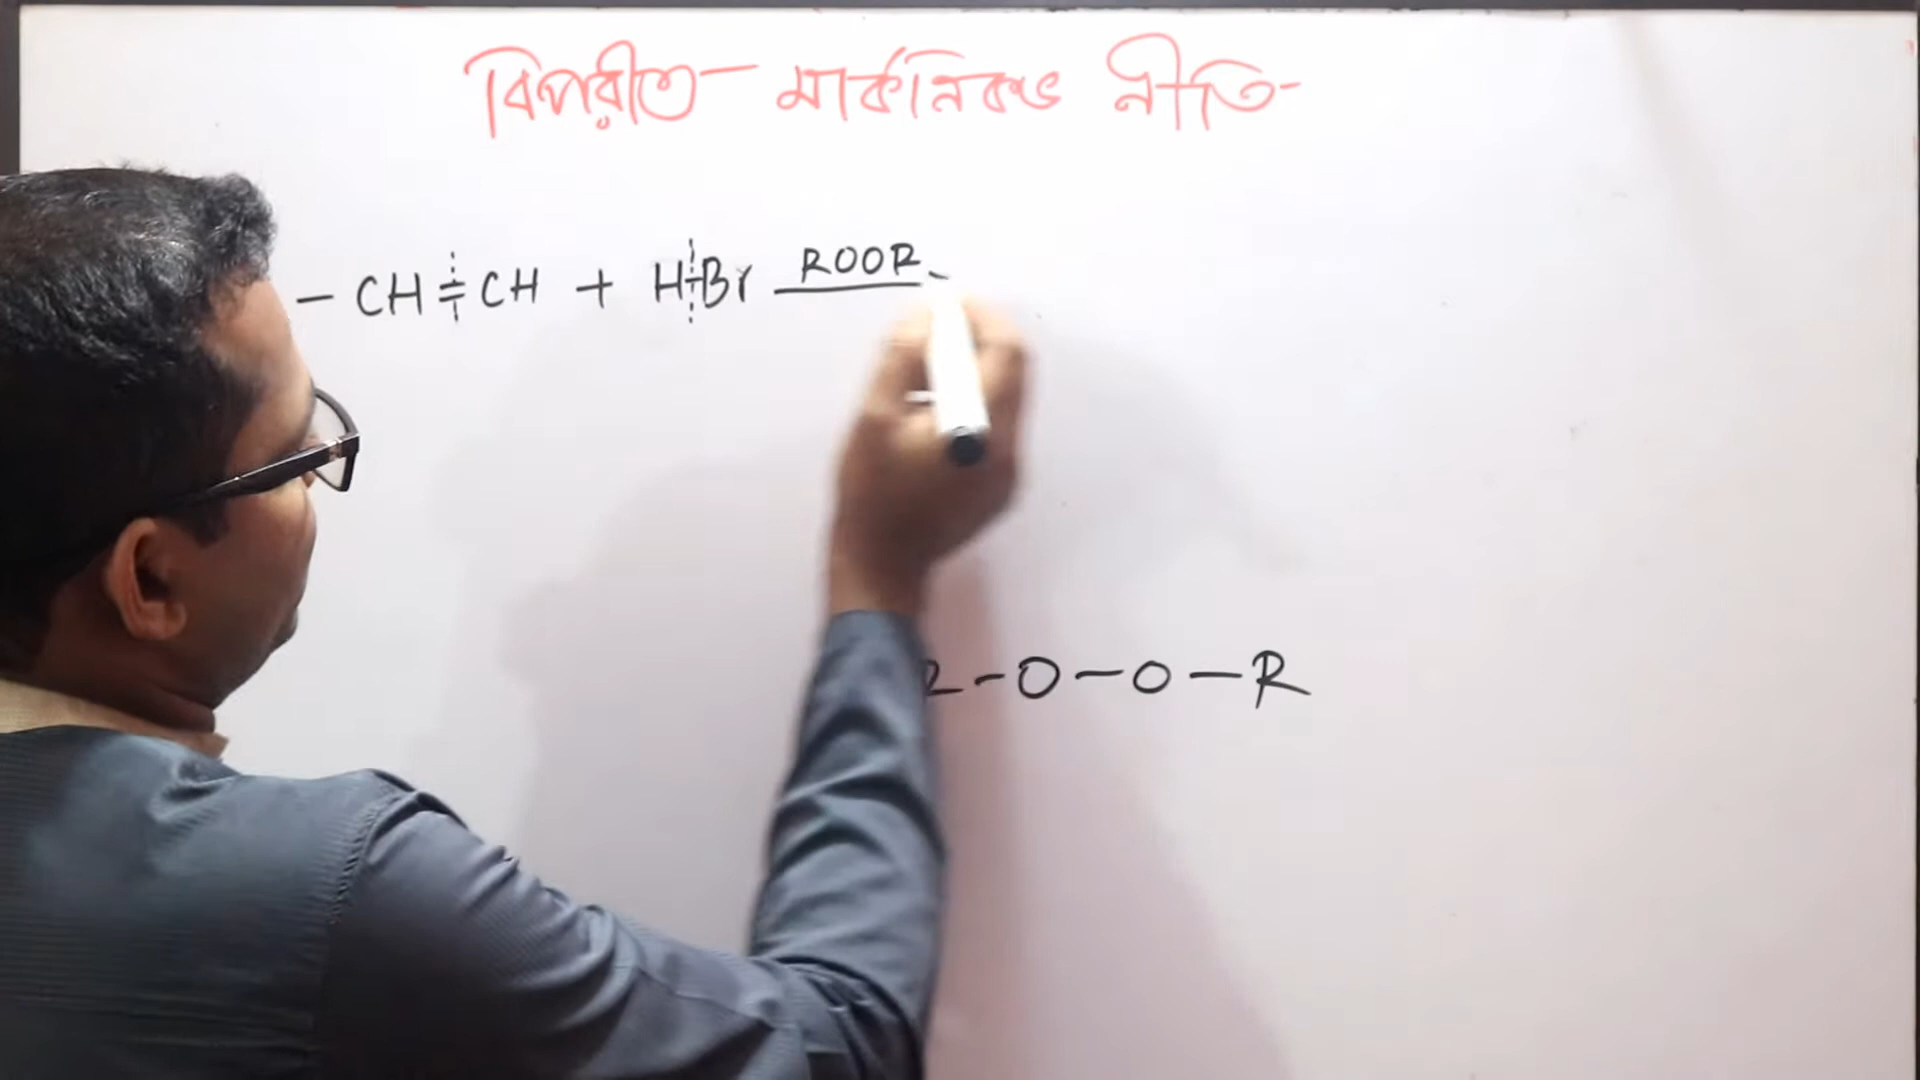 বিপরীত মার্কনিকভ নীতি
– CH = CH + H–Br ROOR
R–O–O–R